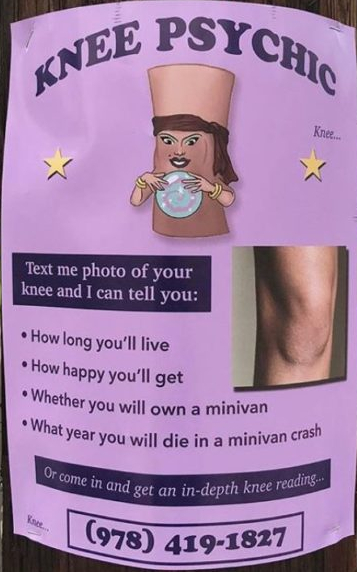 KNEE PSYCHIC
Knee...
Text me photo of your
knee and I can tell you:
• How long you'll live
• How happy you'll get
• Whether you will own a minivan
• What year you will die in a minivan crash
Or come in and get an in-depth knee reading...
Knee...
(978) 419-1827